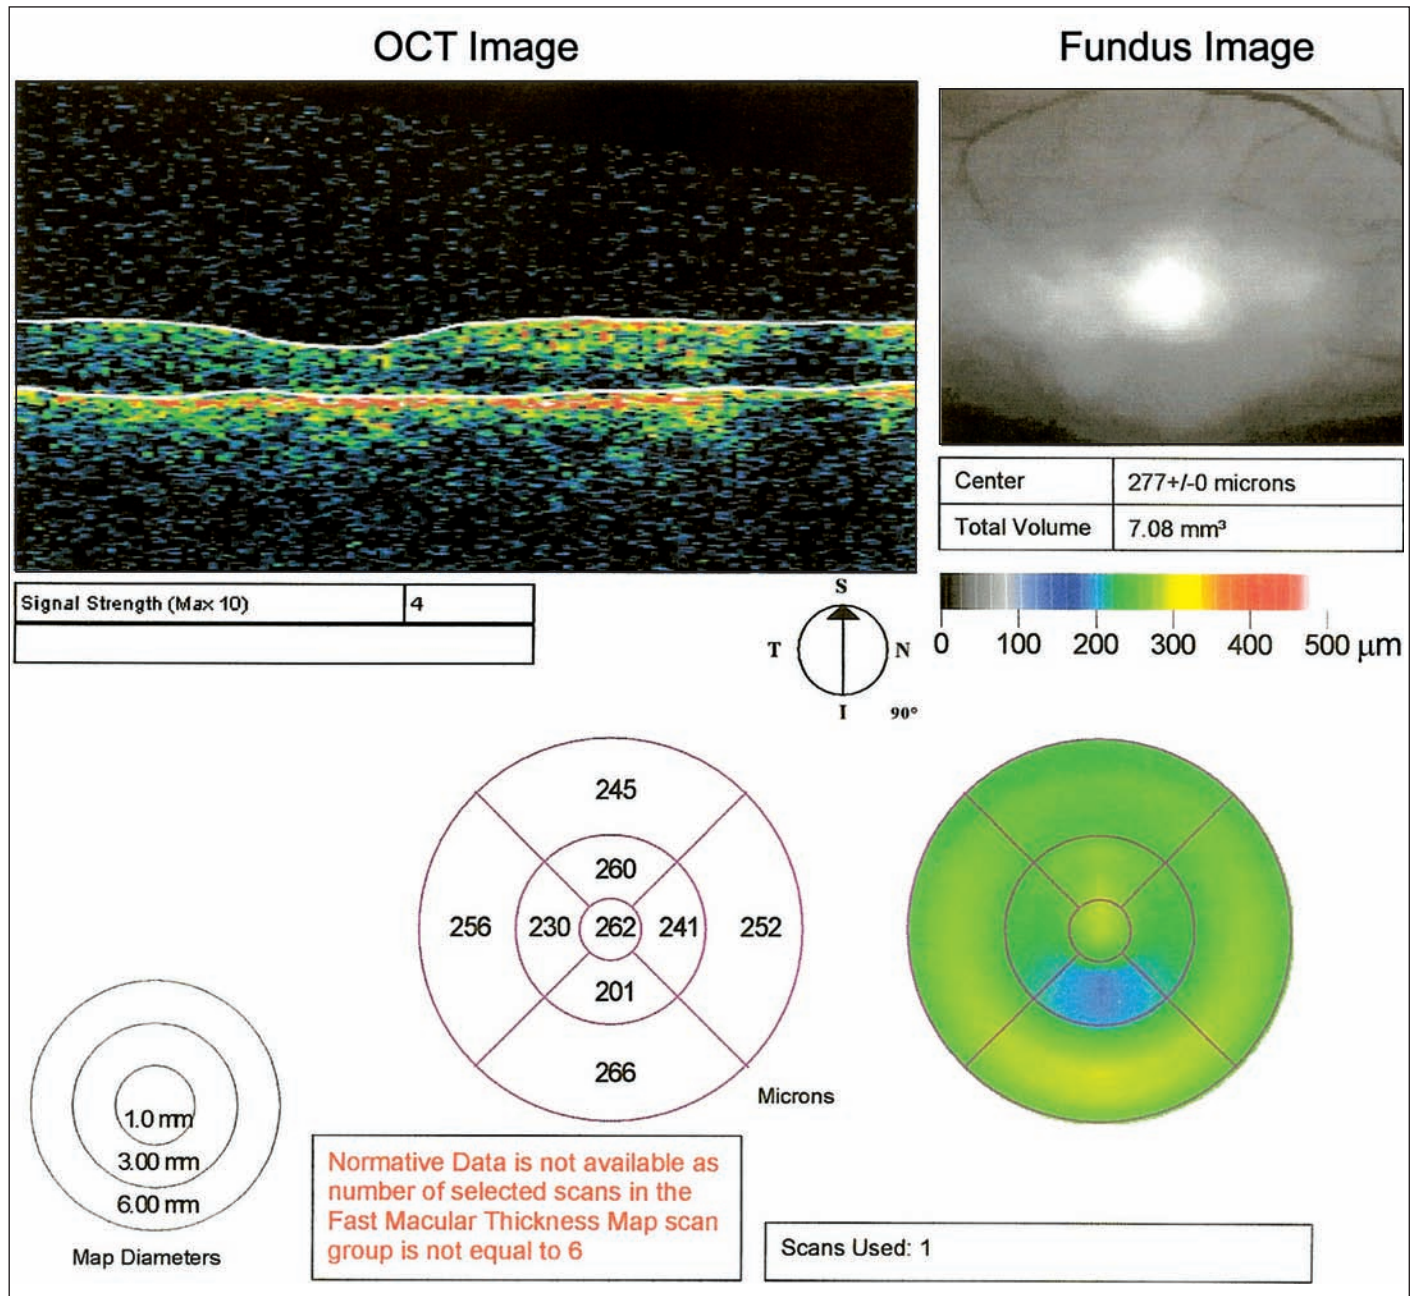 OCT Image
Fundus Image
Center 277+/-0 microns
Total Volume 7.08 mm³
Signal Strength (Max 10) 4
S
T N
I 90°
0 100 200 300 400 500 μm
245
260
256 230 262 241 252
201
266
Microns
1.0 mm
3.00 mm
6.00 mm
Map Diameters
Normative Data is not available as
number of selected scans in the
Fast Macular Thickness Map scan
group is not equal to 6
Scans Used: 1